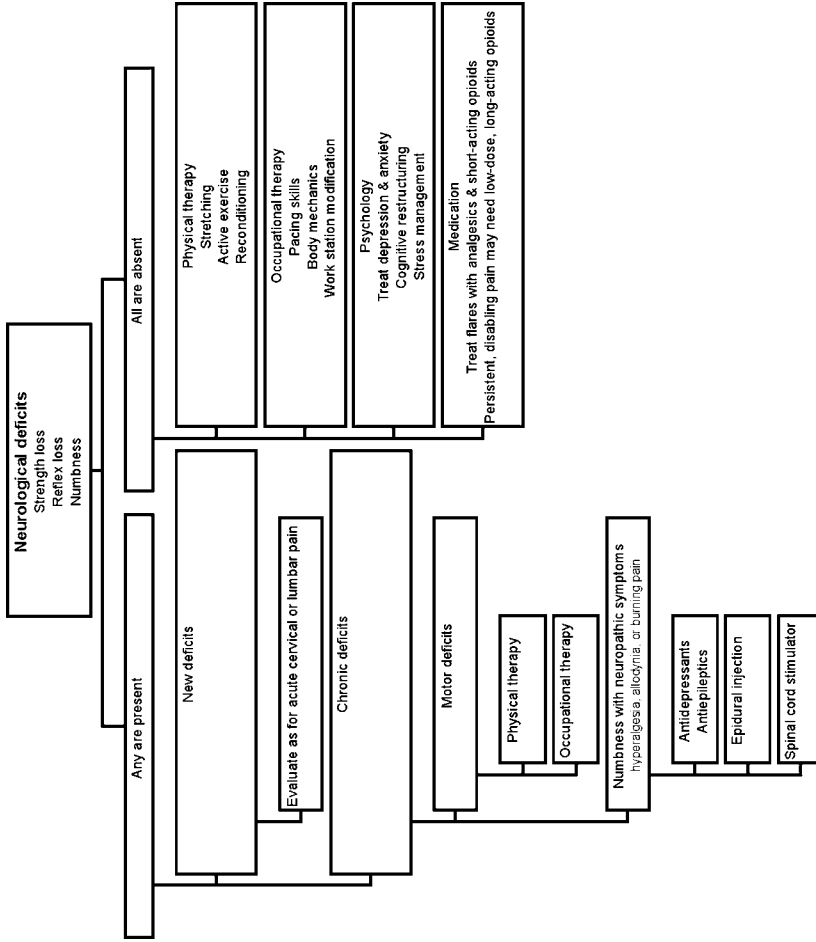 Neurological deficits
Strength loss
Reflex loss
Numbness
Any are present
New deficits
Evaluate as for acute cervical or lumbar pain
Chronic deficits
Motor deficits
Physical therapy
Occupational therapy
Numbness with neuropathic symptoms
hyperalgesia, allodynia, or burning pain
Antidepressants
Antiepileptics
Epidural injection
Spinal cord stimulator
All are absent
Physical therapy
Stretching
Active exercise
Reconditioning
Occupational therapy
Pacing skills
Body mechanics
Work station modification
Psychology
Treat depression & anxiety
Cognitive restructuring
Stress management
Medication
Treat flares with analgesics & short-acting opioids
Persistent, disabling pain may need low-dose, long-acting opioids